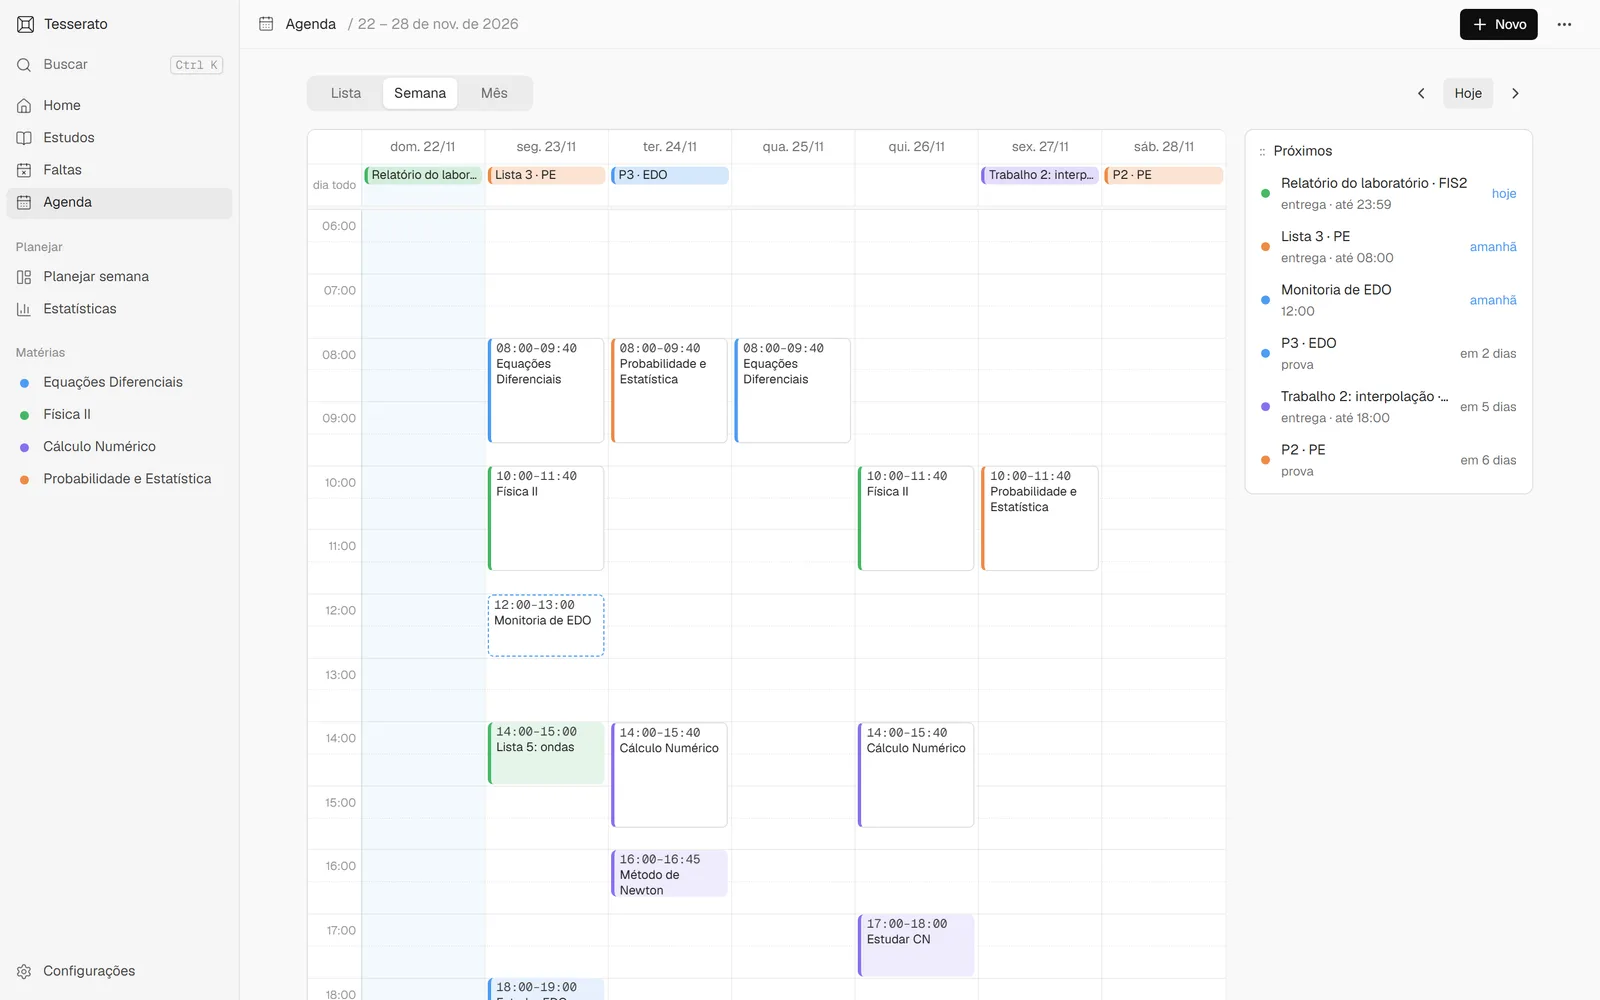 Tesserato
Buscar
Ctrl K
Home
Estudos
Faltas
Agenda
Planejar
Planejar semana
Estatísticas
Matérias
Equações Diferenciais
Física II
Cálculo Numérico
Probabilidade e Estatística
Configurações
Agenda / 22 – 28 de nov. de 2026
Novo
Lista
Semana
Mês
Hoje
dom. 22/11
seg. 23/11
ter. 24/11
qua. 25/11
qui. 26/11
sex. 27/11
sáb. 28/11
dia todo
Relatório do labor...
Lista 3 · PE
P3 · EDO
Trabalho 2: interp...
P2 · PE
06:00
07:00
08:00
08:00–09:40
Equações
Diferenciais
08:00–09:40
Probabilidade e
Estatística
08:00–09:40
Equações
Diferenciais
09:00
10:00
10:00–11:40
Física II
10:00–11:40
Física II
10:00–11:40
Probabilidade e
Estatística
11:00
12:00
12:00–13:00
Monitoria de EDO
13:00
14:00
14:00–15:00
Lista 5: ondas
14:00–15:40
Cálculo Numérico
14:00–15:40
Cálculo Numérico
15:00
16:00
16:00–16:45
Método de
Newton
17:00
17:00–18:00
Estudar CN
18:00
18:00–19:00
Próximos
Relatório do laboratório · FIS2
entrega · até 23:59
hoje
Lista 3 · PE
entrega · até 08:00
amanhã
Monitoria de EDO
12:00
amanhã
P3 · EDO
prova
em 2 dias
Trabalho 2: interpolação ·...
entrega · até 18:00
em 5 dias
P2 · PE
prova
em 6 dias